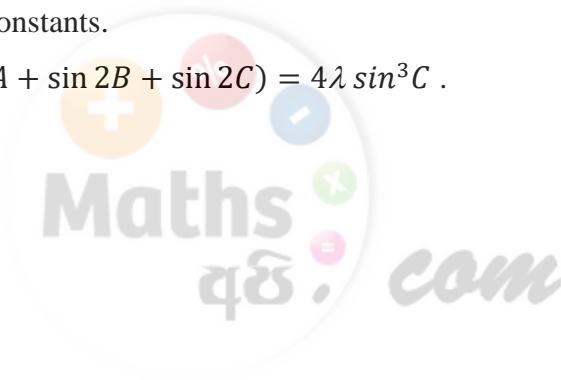 onstants.
A + sin 2B + sin 2C) = 4λ sin³C .
Maths
අපි . com